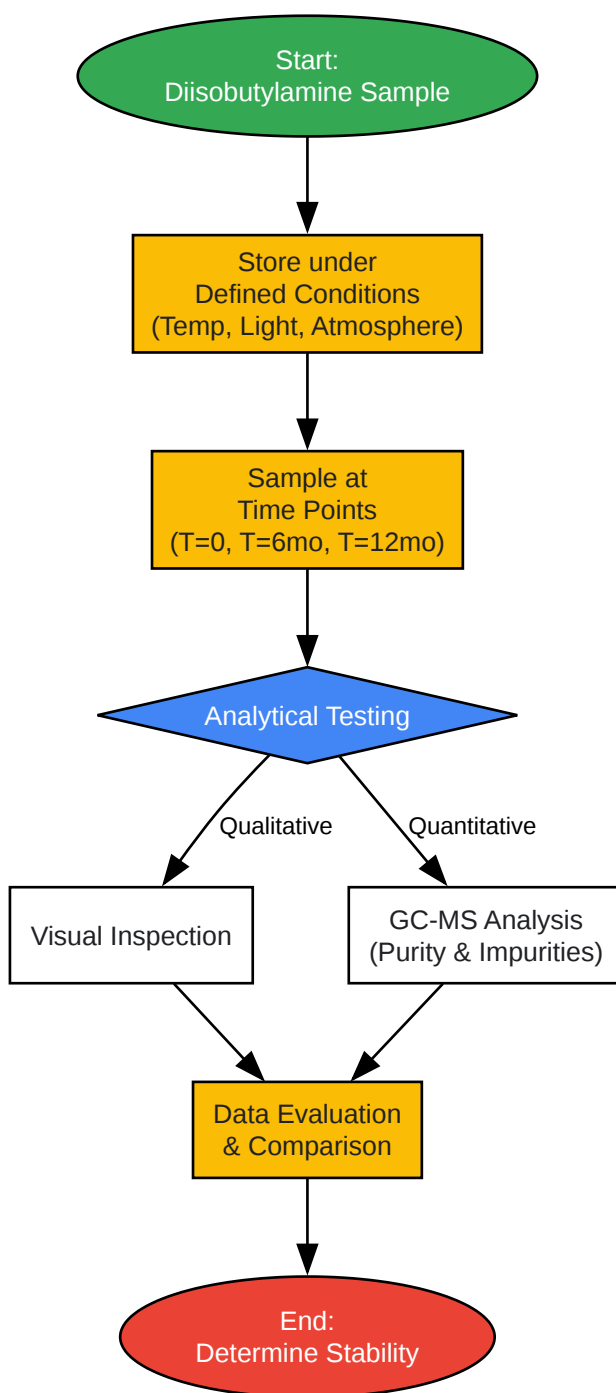 Start:
Diisobutylamine Sample
Store under
Defined Conditions
(Temp, Light, Atmosphere)
Sample at
Time Points
(T=0, T=6mo, T=12mo)
Analytical Testing
Qualitative
Quantitative
Visual Inspection
GC-MS Analysis
(Purity & Impurities)
Data Evaluation
& Comparison
End:
Determine Stability